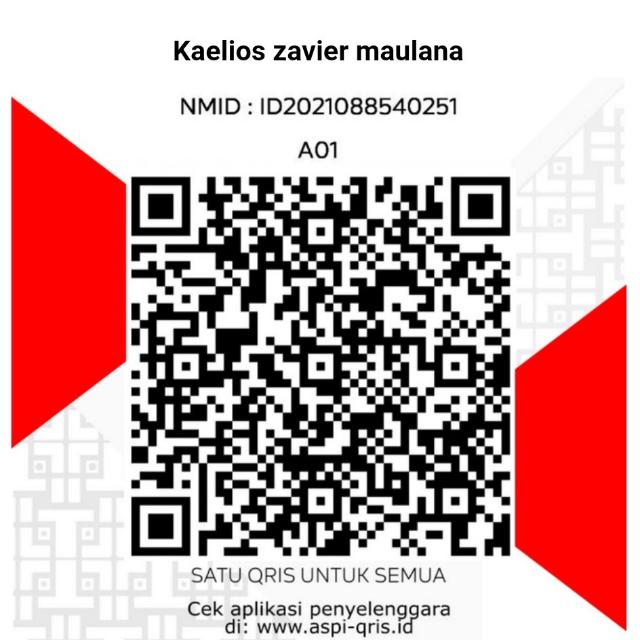 Kaelios zavier maulana
NMID : ID2021088540251
A01
SATU QRIS UNTUK SEMUA
Cek aplikasi penyelenggara
di: www.aspi-qris.id